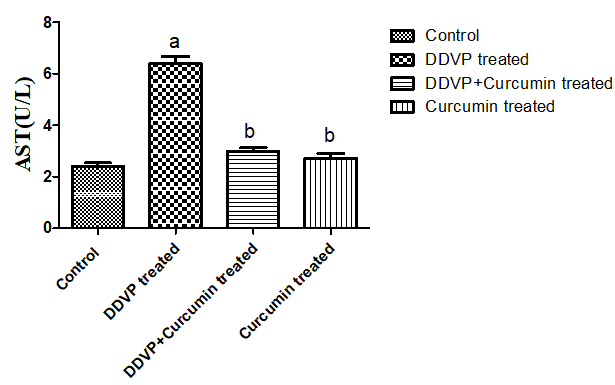 8
6
4
2
0
AST(U/L)
a
b
b
Control
DDVP treated
DDVP+Curcumin treated
Curcumin treated
Control
DDVP treated
DDVP+Curcumin treated
Curcumin treated